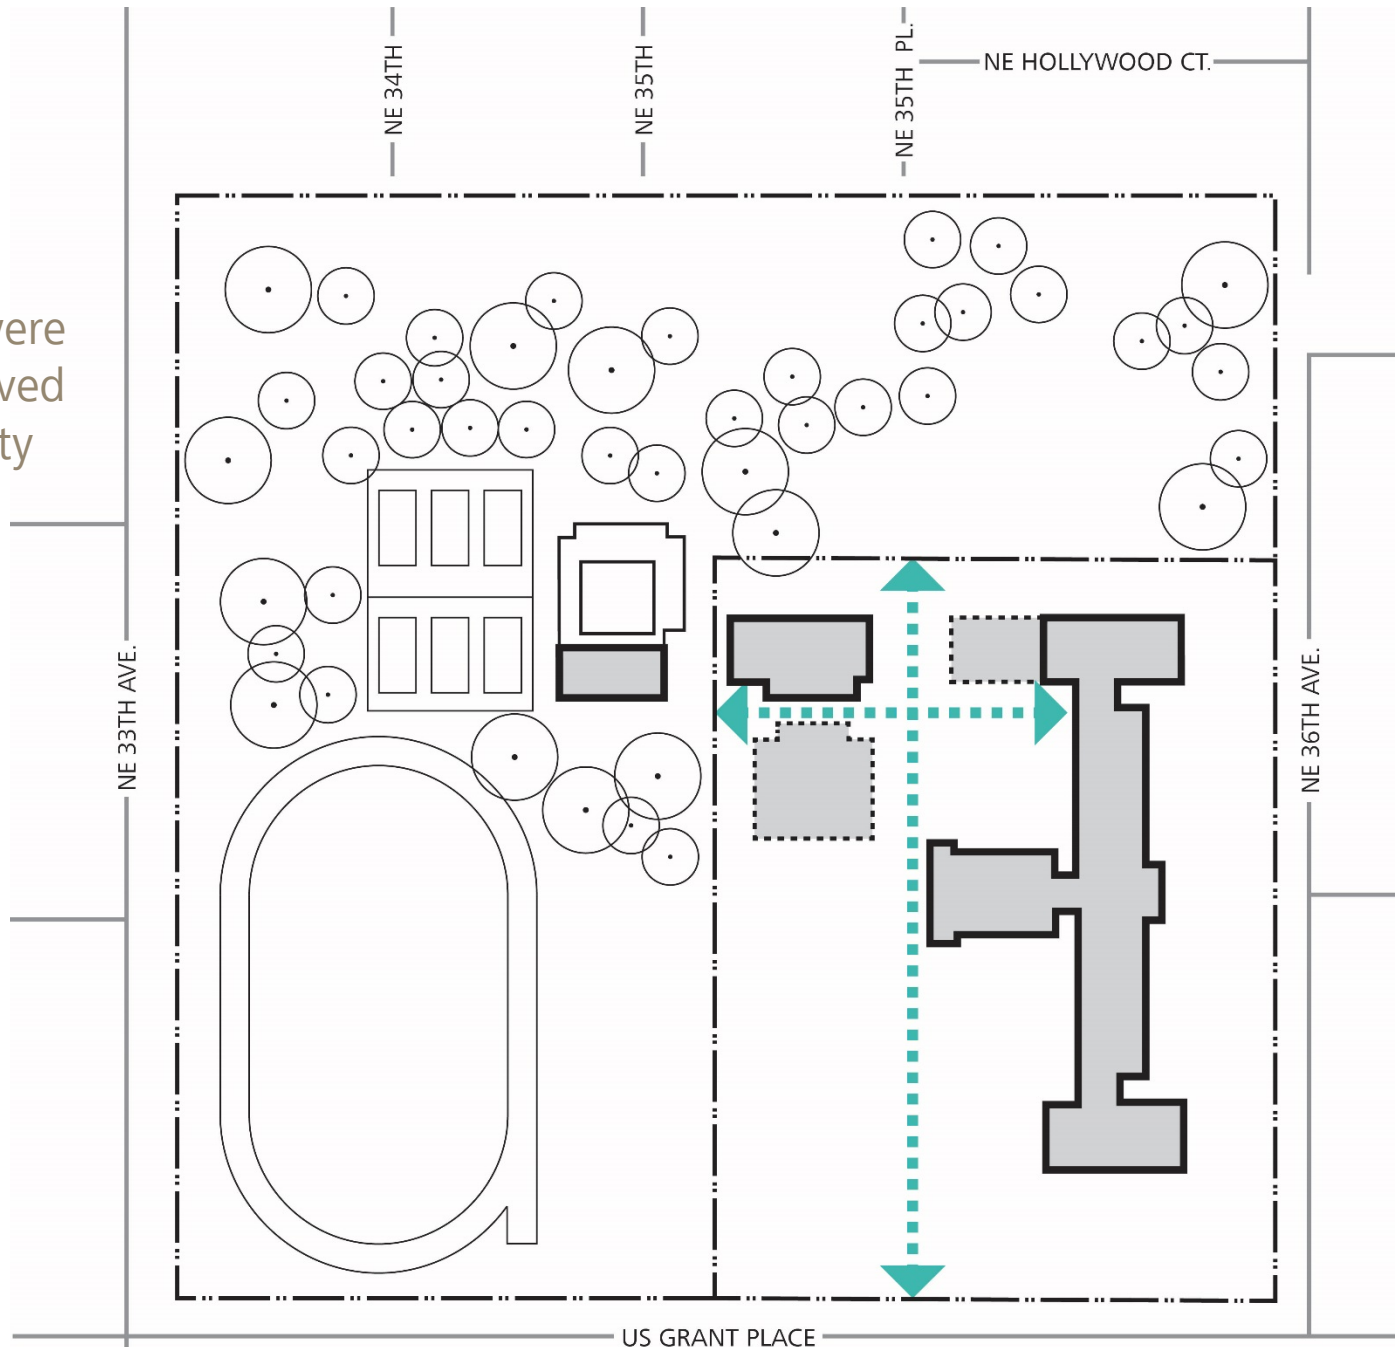 NE 34TH
NE 35TH
NE 35TH PL.
NE HOLLYWOOD CT.
ty
NE 33TH AVE.
NE 36TH AVE.
US GRANT PLACE